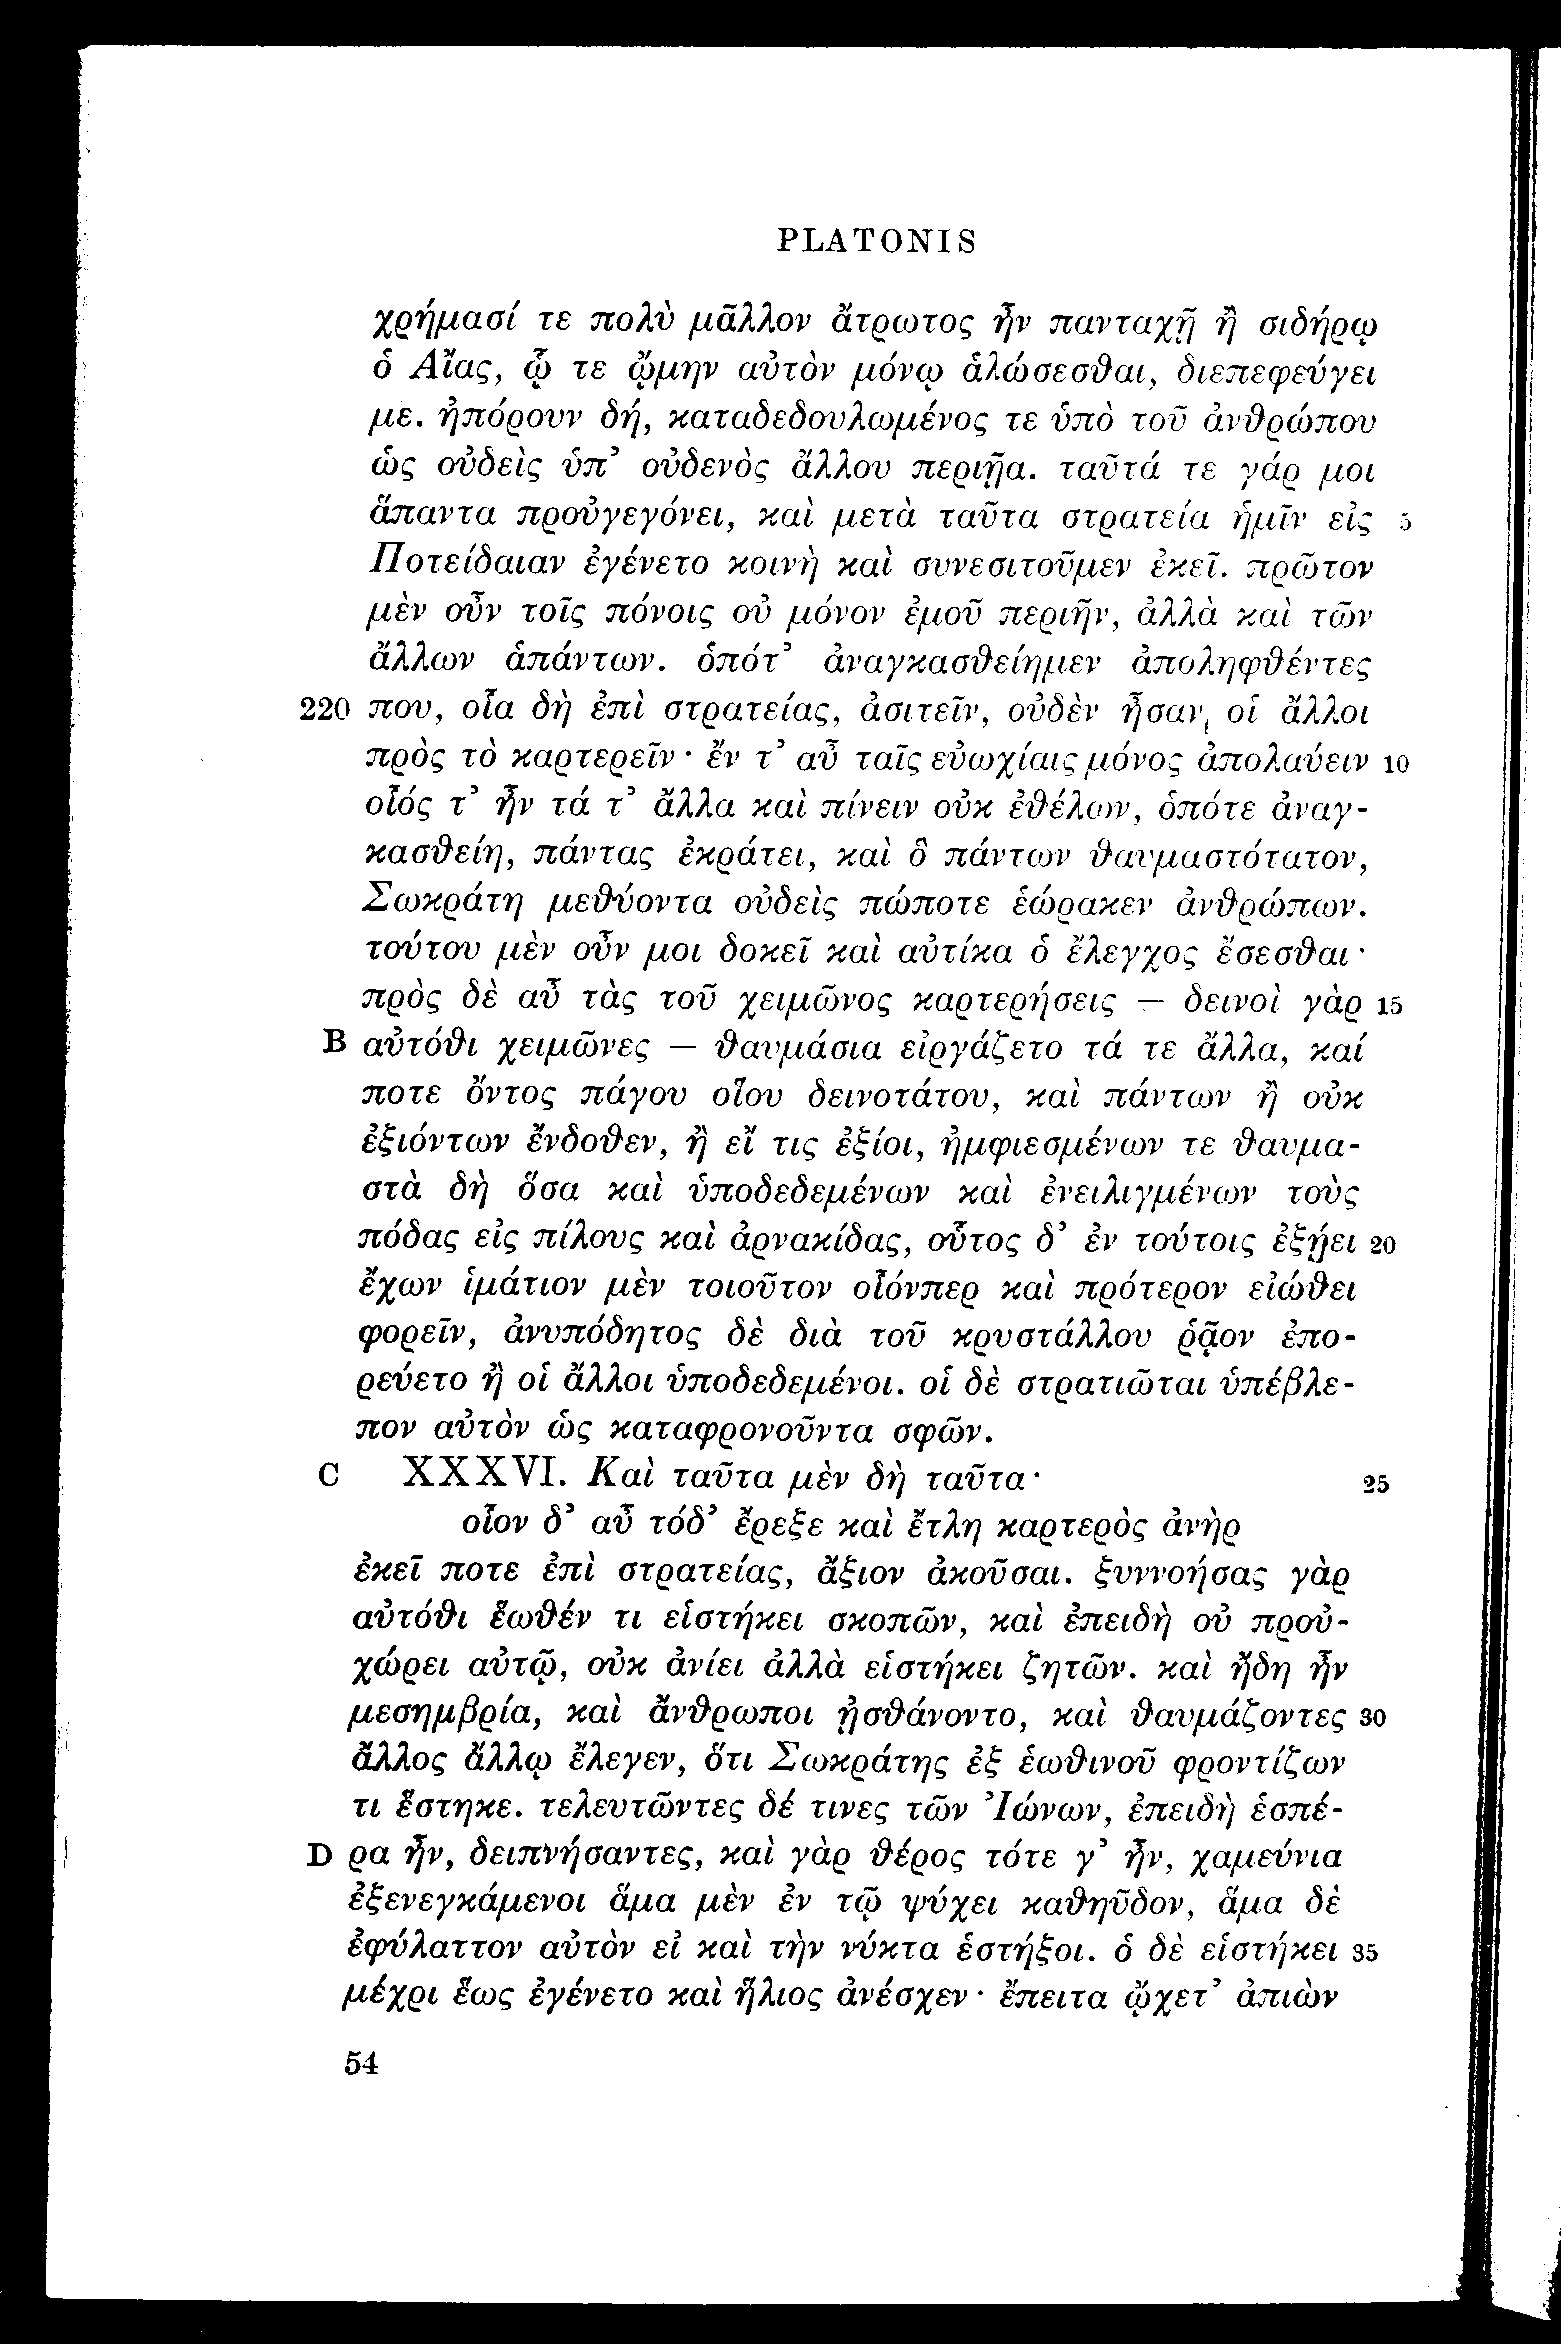 PLATONIS
χρήμασί τε πολὺ μᾶλλον ἄτρωτος ἦν πανταχῇ ἢ σιδήρῳ
ὁ Αἴας, ᾧ τε ᾤμην αὐτὸν μόνῳ ἁλώσεσθαι, διεπεφεύγει
με. ἠπόρουν δή, καταδεδουλωμένος τε ὑπὸ τοῦ ἀνθρώπου
ὡς οὐδεὶς ὑπ’ οὐδενὸς ἄλλου περιῇα. ταῦτά τε γάρ μοι
ἅπαντα προὐγεγόνει, καὶ μετὰ ταῦτα στρατεία ἡμῖν εἰς 5
Ποτείδαιαν ἐγένετο κοινὴ καὶ συνεσιτοῦμεν ἐκεῖ. πρῶτον
μὲν οὖν τοῖς πόνοις οὐ μόνον ἐμοῦ περιῆν, ἀλλὰ καὶ τῶν
ἄλλων ἁπάντων. ὁπότ’ ἀναγκασθείημεν ἀποληφθέντες
220 που, οἷα δὴ ἐπὶ στρατείας, ἀσιτεῖν, οὐδὲν ἦσαν, οἱ ἄλλοι
πρὸς τὸ καρτερεῖν· ἔν τ’ αὖ ταῖς εὐωχίαις μόνος ἀπολαύειν 10
οἷός τ’ ἦν τά τ’ ἄλλα καὶ πίνειν οὐκ ἐθέλων, ὁπότε ἀναγ-
κασθείη, πάντας ἐκράτει, καὶ ὃ πάντων θαυμαστότατον,
Σωκράτη μεθύοντα οὐδεὶς πώποτε ἑώρακεν ἀνθρώπων.
τούτου μὲν οὖν μοι δοκεῖ καὶ αὐτίκα ὁ ἔλεγχος ἔσεσθαι·
πρὸς δὲ αὖ τὰς τοῦ χειμῶνος καρτερήσεις — δεινοὶ γὰρ 15
B αὐτόθι χειμῶνες — θαυμάσια εἰργάζετο τά τε ἄλλα, καί
ποτε ὄντος πάγου οἵου δεινοτάτου, καὶ πάντων ἢ οὐκ
ἐξιόντων ἔνδοθεν, ἢ εἴ τις ἐξίοι, ἠμφιεσμένων τε θαυμα-
στὰ δὴ ὅσα καὶ ὑποδεδεμένων καὶ ἐνειλιγμένων τοὺς
πόδας εἰς πίλους καὶ ἀρνακίδας, οὗτος δ’ ἐν τούτοις ἐξῄει 20
ἔχων ἱμάτιον μὲν τοιοῦτον οἷόνπερ καὶ πρότερον εἰώθει
φορεῖν, ἀνυπόδητος δὲ διὰ τοῦ κρυστάλλου ῥᾷον ἐπο-
ρεύετο ἢ οἱ ἄλλοι ὑποδεδεμένοι. οἱ δὲ στρατιῶται ὑπέβλε-
πον αὐτὸν ὡς καταφρονοῦντα σφῶν.
C XXXVI. Καὶ ταῦτα μὲν δὴ ταῦτα· 25
οἷον δ’ αὖ τόδ’ ἔρεξε καὶ ἔτλη καρτερὸς ἀνὴρ
ἐκεῖ ποτε ἐπὶ στρατείας, ἄξιον ἀκοῦσαι. ξυννοήσας γὰρ
αὐτόθι ἕωθέν τι εἱστήκει σκοπῶν, καὶ ἐπειδὴ οὐ προὐ-
χώρει αὐτῷ, οὐκ ἀνίει ἀλλὰ εἱστήκει ζητῶν. καὶ ἤδη ἦν
μεσημβρία, καὶ ἅνθρωποι ᾐσθάνοντο, καὶ θαυμάζοντες 30
ἄλλος ἄλλῳ ἔλεγεν, ὅτι Σωκράτης ἐξ ἑωθινοῦ φροντίζων
τι ἕστηκε. τελευτῶντες δέ τινες τῶν Ἰώνων, ἐπειδὴ ἑσπέ-
D ρα ἦν, δειπνήσαντες, καὶ γὰρ θέρος τότε γ’ ἦν, χαμεύνια
ἐξενεγκάμενοι ἅμα μὲν ἐν τῷ ψύχει καθηῦδον, ἅμα δὲ
ἐφύλαττον αὐτὸν εἰ καὶ τὴν νύκτα ἑστήξοι. ὁ δὲ εἱστήκει 35
μέχρι ἕως ἐγένετο καὶ ἥλιος ἀνέσχεν· ἔπειτα ᾤχετ’ ἀπιὼν
54